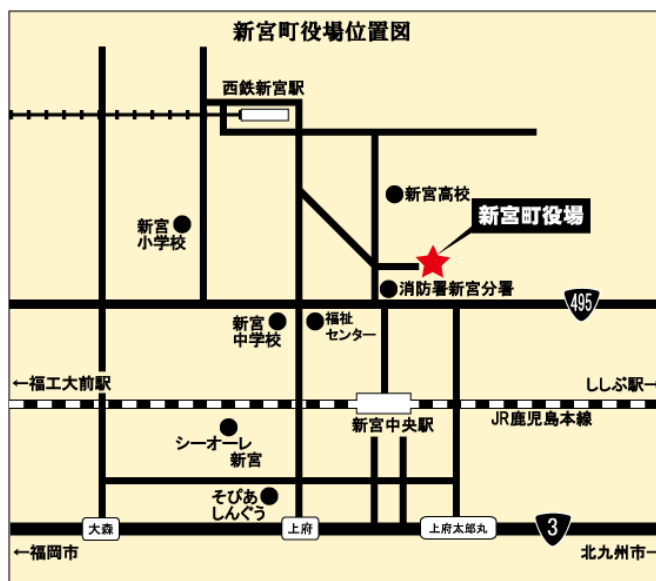 新宮町役場位置図
西鉄新宮駅
新宮高校
新宮町役場
新宮
小学校
消防署新宮分署
495
新宮
中学校
福祉
センター
←福工大前駅
ししぶ駅→
新宮中央駅
JR鹿児島本線
シーオーレ
新宮
そぴあ
しんぐう
大森
上府
上府太郎丸
3
←福岡市
北九州市→